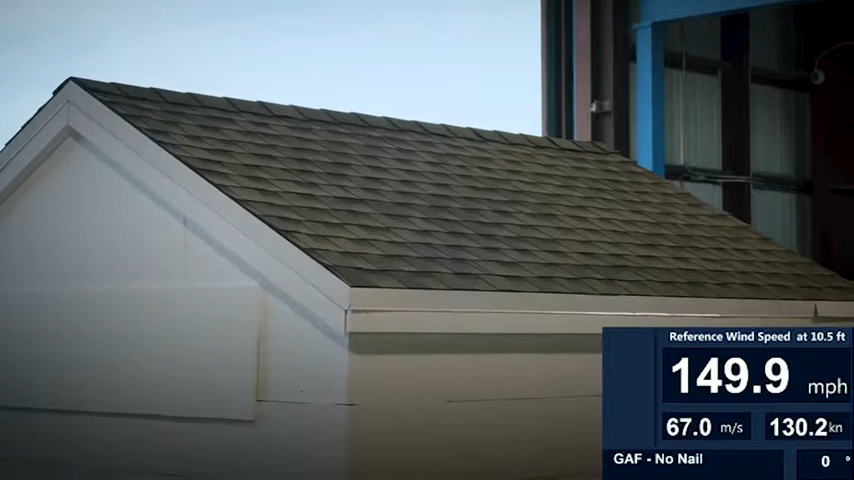 Reference Wind Speed at 10.5 ft
149.9 mph
67.0 m/s 130.2 kn
GAF - No Nail 0 °